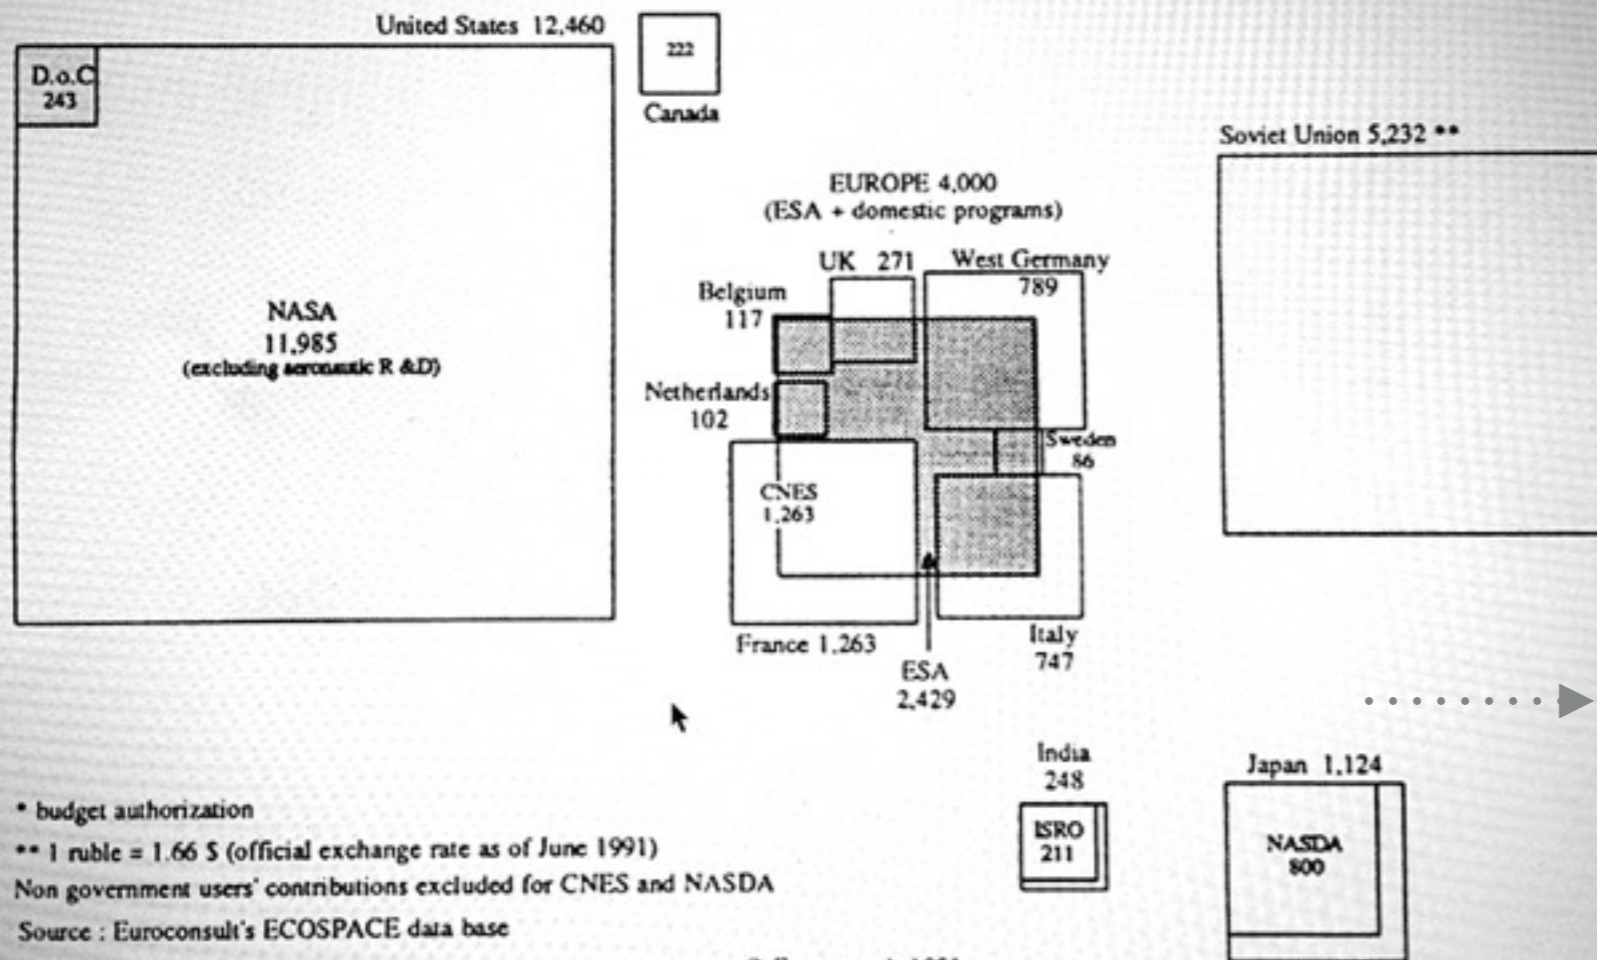 United States 12,460
D.o.C
243
NASA
11,985
(excluding aeronautic R &D)
222
Canada
Soviet Union 5,232 **
EUROPE 4,000
(ESA + domestic programs)
UK 271
West Germany
789
Belgium
117
Netherlands
102
Sweden
86
CNES
1,263
France 1,263
Italy
747
ESA
2,429
India
248
ISRO
211
Japan 1,124
NASDA
800
* budget authorization
** 1 ruble = 1.66 $ (official exchange rate as of June 1991)
Non government users' contributions excluded for CNES and NASDA
Source : Euroconsult's ECOSPACE data base